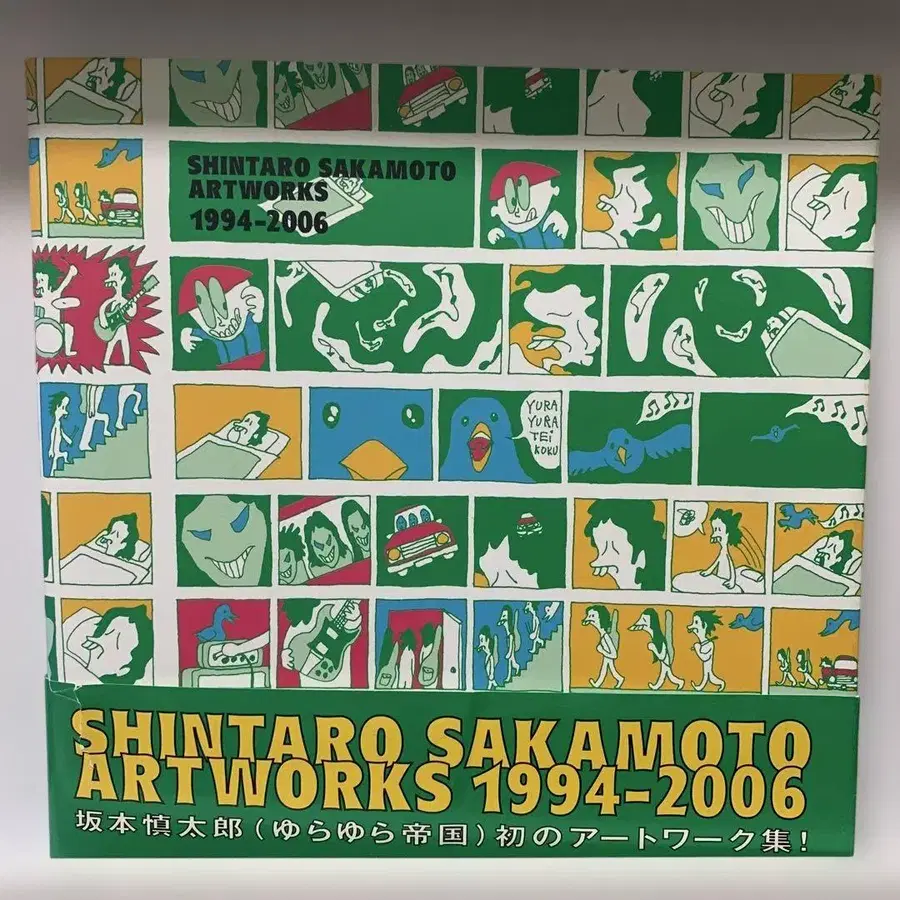 SHINTARO SAKAMOTO
ARTWORKS
1994-2006
YURA
YURA
TEI
KOKU
SHINTARO SAKAMOTO
ARTWORKS 1994-2006
坂本慎太郎(ゆらゆら帝国)初のアートワーク集!